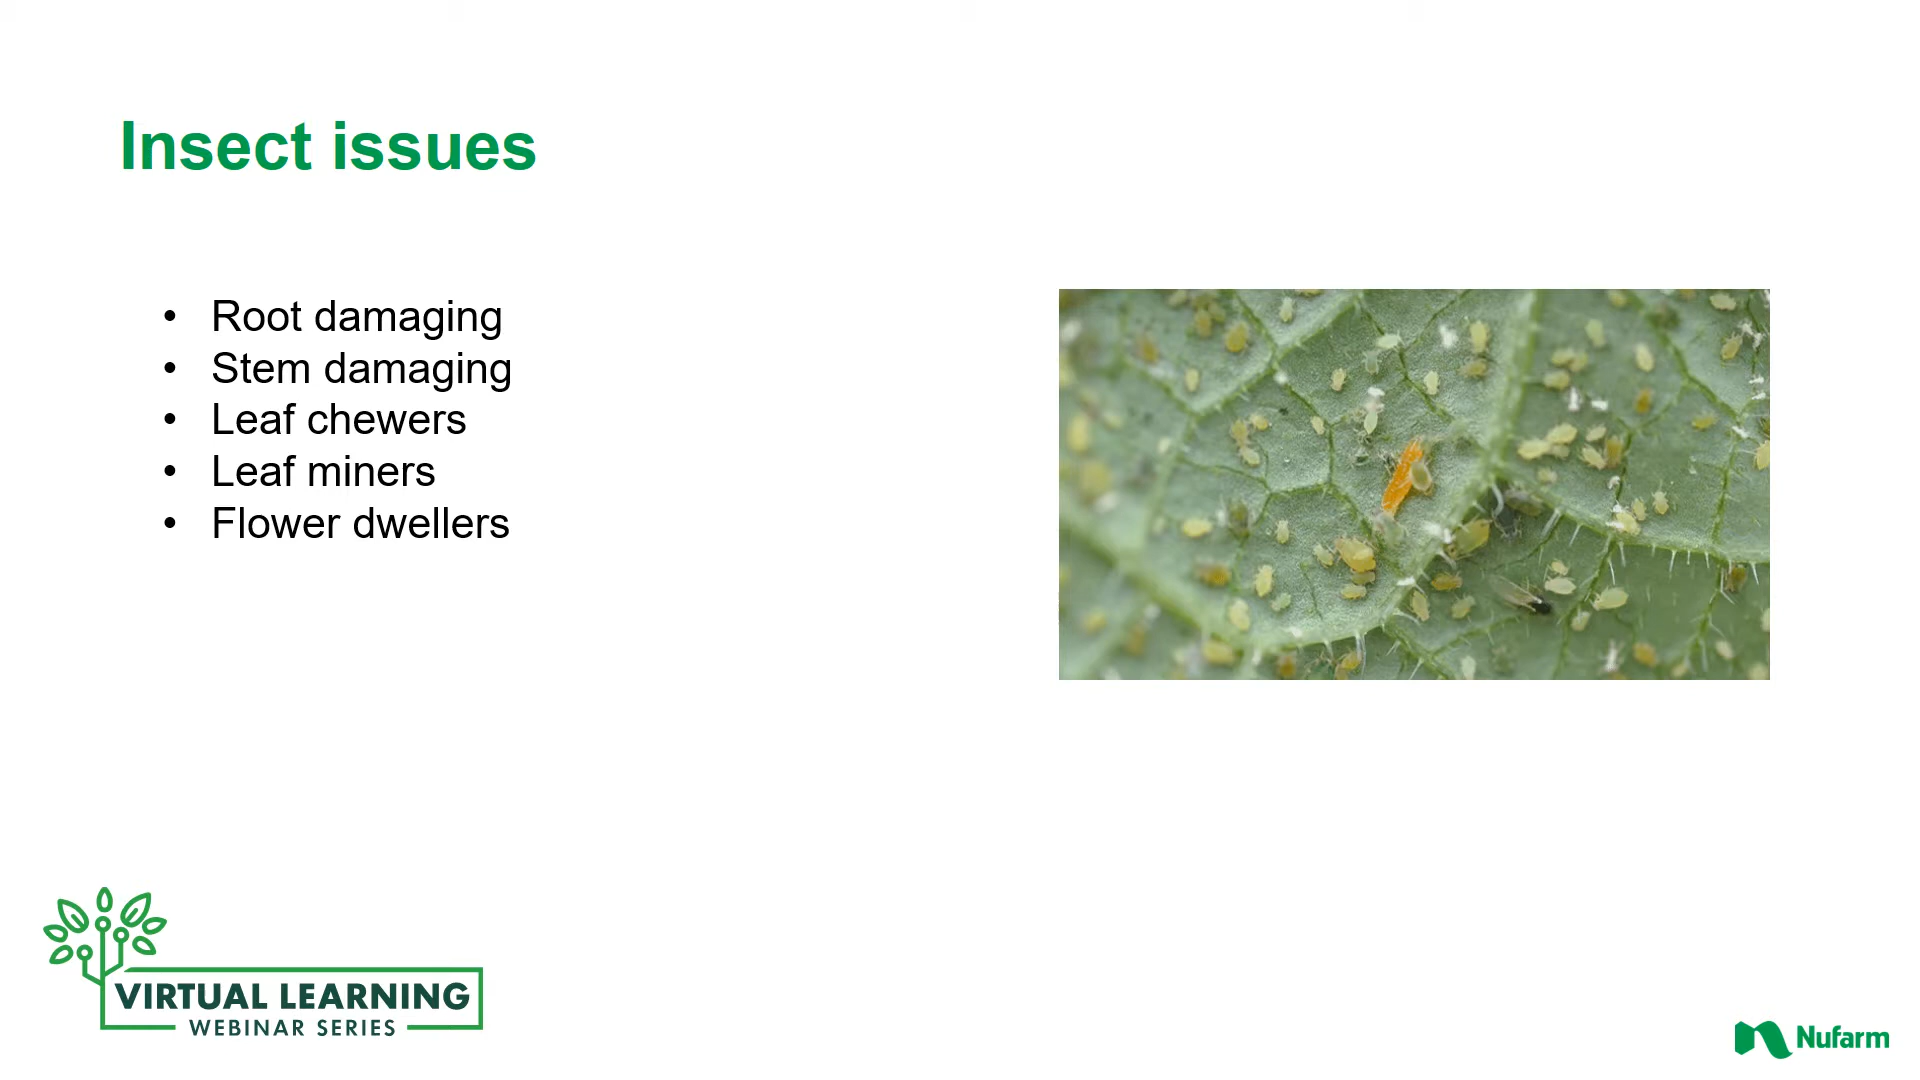 Insect issues
• Root damaging
• Stem damaging
• Leaf chewers
• Leaf miners
• Flower dwellers
VIRTUAL LEARNING
WEBINAR SERIES
Nufarm